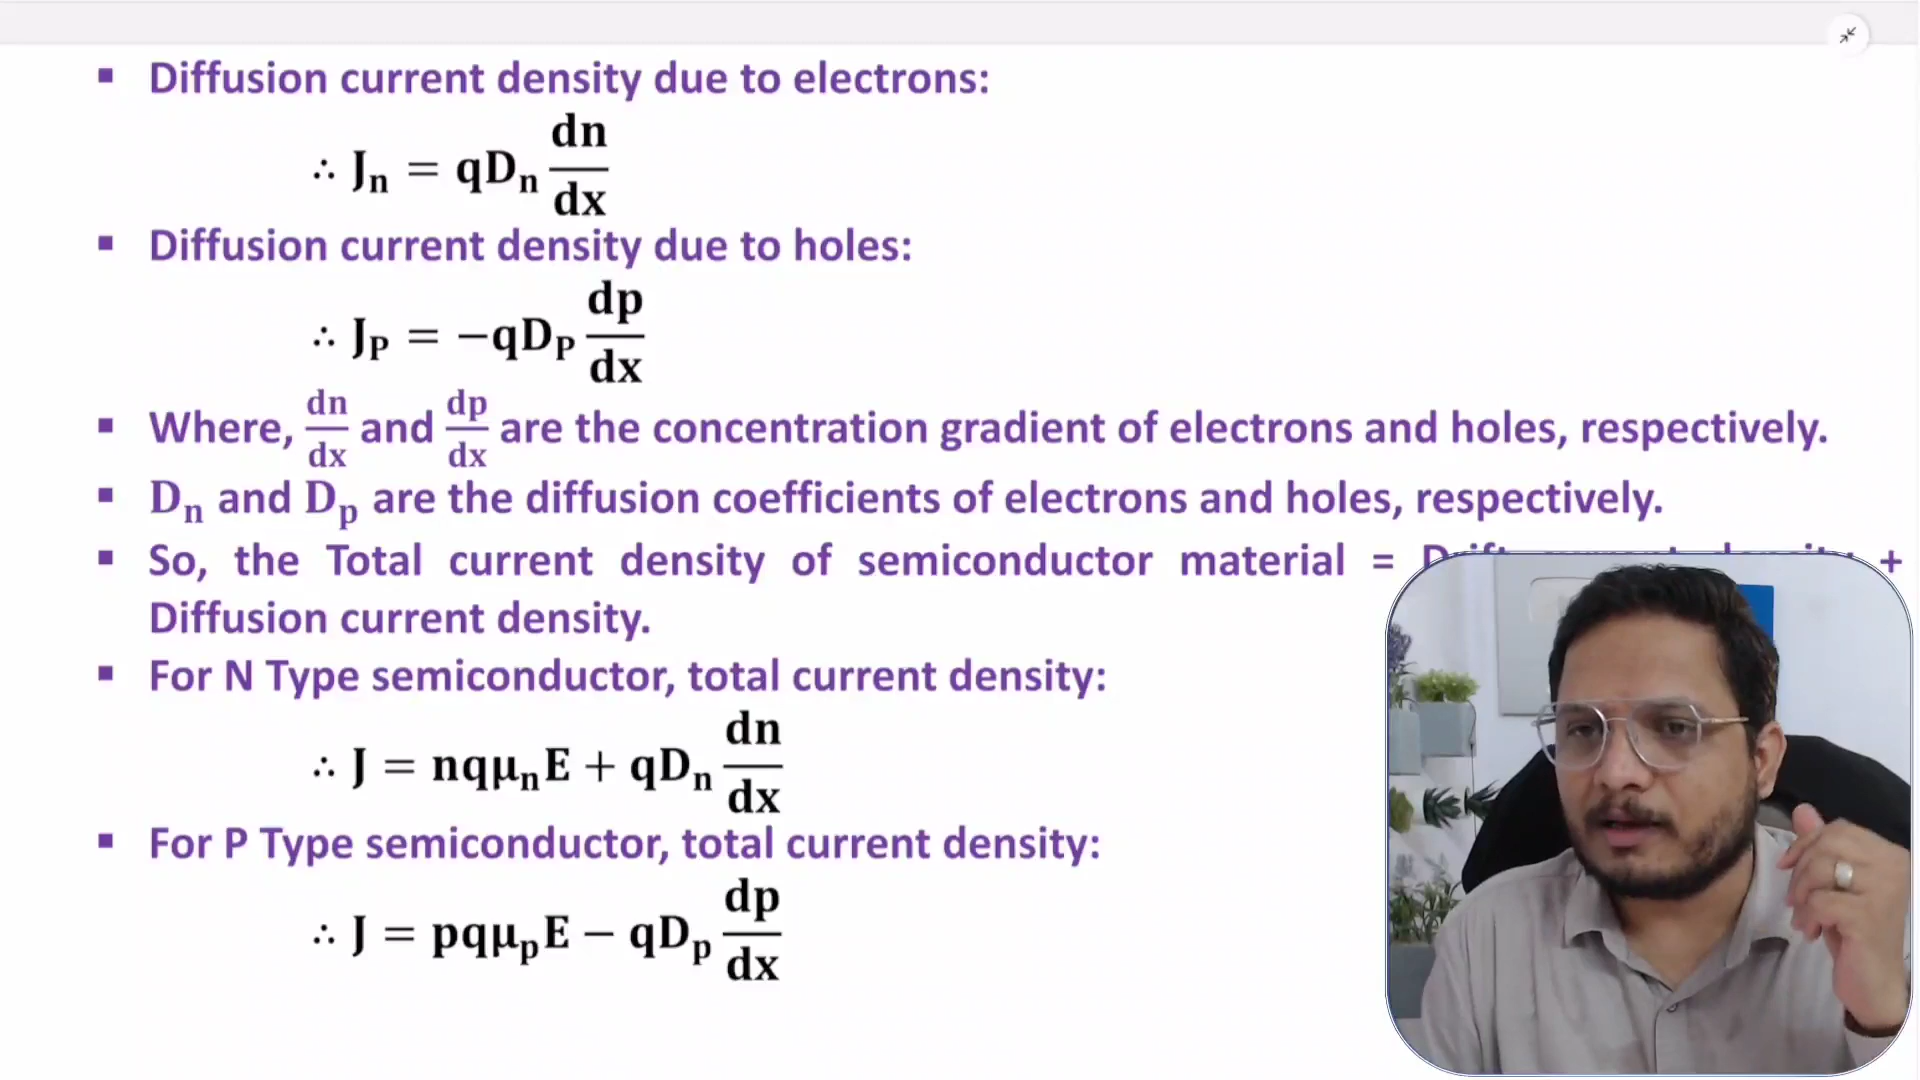 ▪ Diffusion current density due to electrons:
∴ Jₙ = qDₙ dn/dx
▪ Diffusion current density due to holes:
∴ J_P = −qD_P dp/dx
▪ Where, dn/dx and dp/dx are the concentration gradient of electrons and holes, respectively.
▪ Dₙ and Dₚ are the diffusion coefficients of electrons and holes, respectively.
▪ So, the Total current density of semiconductor material = +
Diffusion current density.
▪ For N Type semiconductor, total current density:
∴ J = nqμₙE + qDₙ dn/dx
▪ For P Type semiconductor, total current density:
∴ J = pqμₚE − qDₚ dp/dx